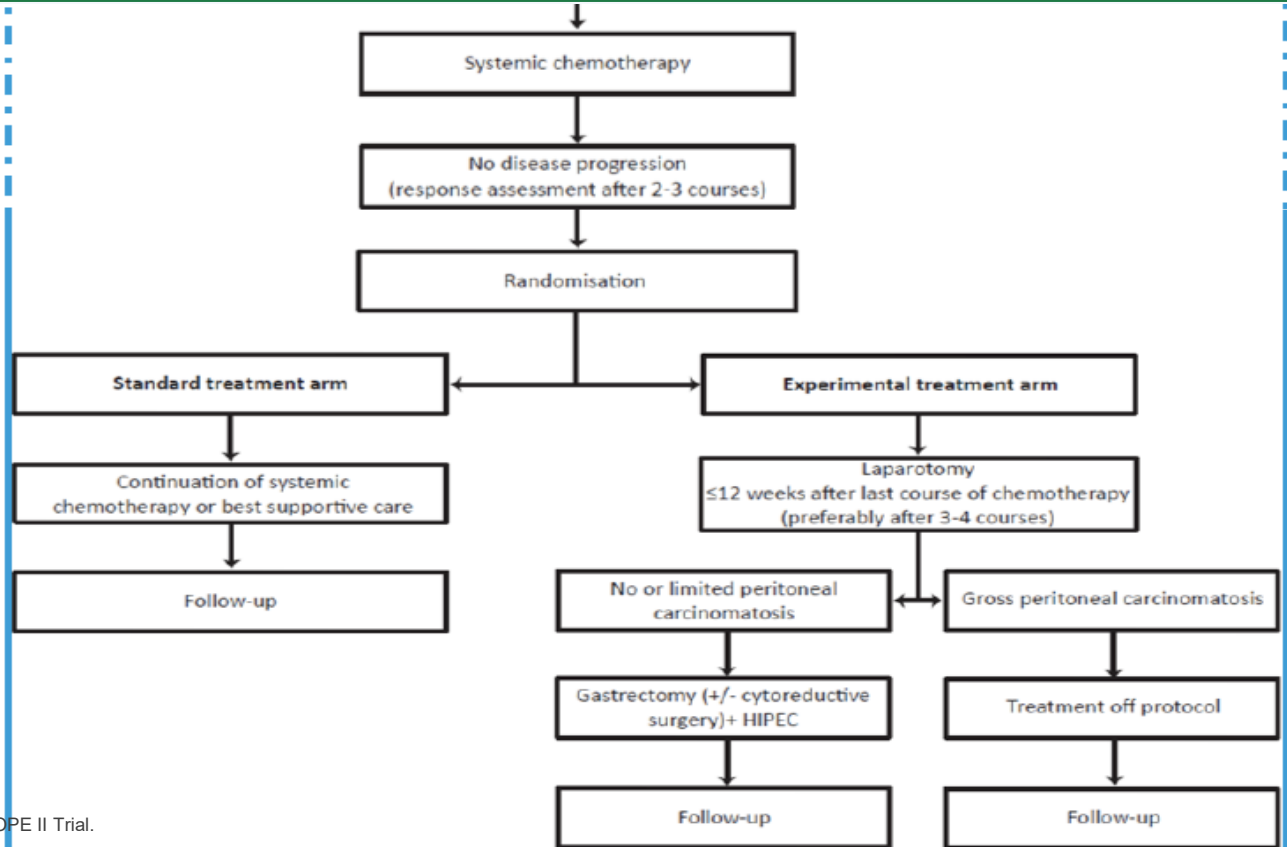 Systemic chemotherapy
No disease progression
(response assessment after 2-3 courses)
Randomisation
Standard treatment arm
Experimental treatment arm
Continuation of systemic
chemotherapy or best supportive care
Laparotomy
≤12 weeks after last course of chemotherapy
(preferably after 3-4 courses)
Follow-up
No or limited peritoneal
carcinomatosis
Gross peritoneal carcinomatosis
Gastrectomy (+/- cytoreductive
surgery)+ HIPEC
Treatment off protocol
Follow-up
Follow-up
II Trial.